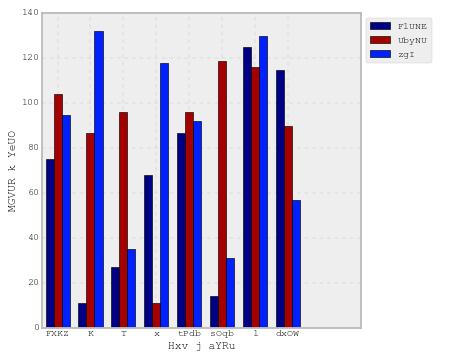 140
120
100
80
60
40
20
0
MGVUR k YeUO
FXKZ K T x tPdb sOqb l dxOW
Hxv j aYRu
FlUNE
UbyNU
zgI